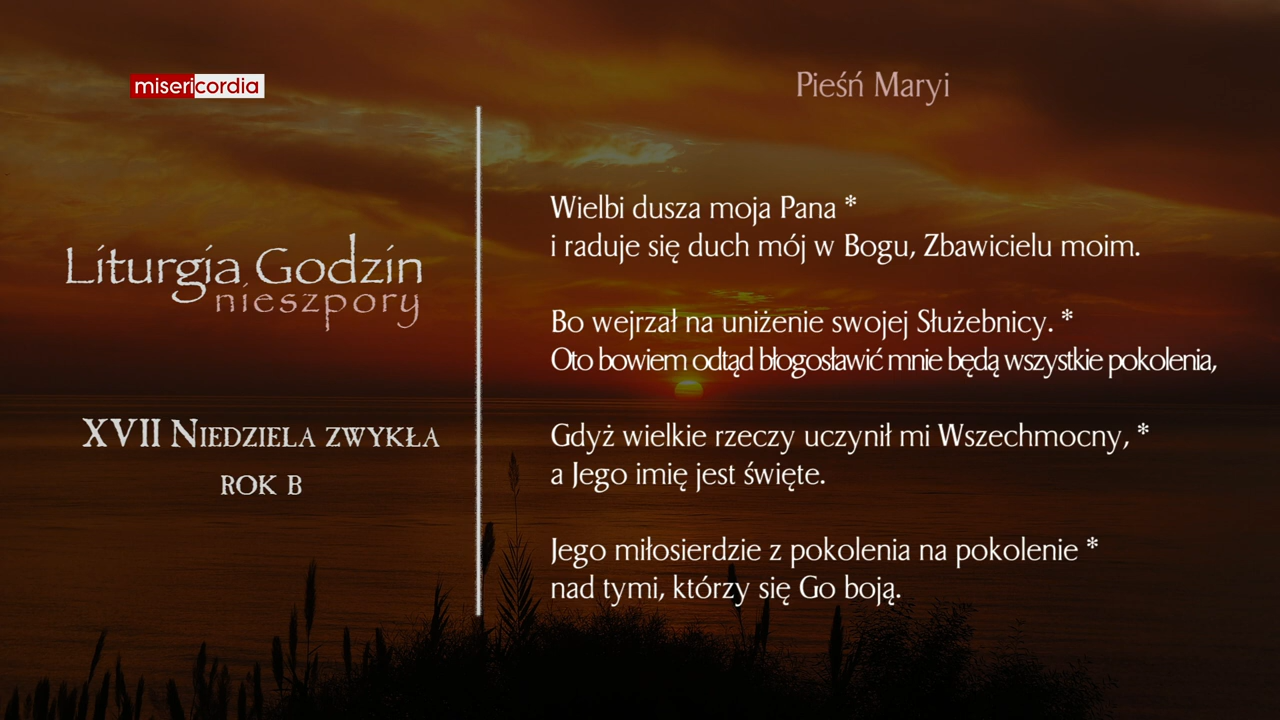 misericordia
Liturgia Godzin
nieszpory
XVII Niedziela zwykła
rok B
Pieśń Maryi
Wielbi dusza moja Pana *
i raduje się duch mój w Bogu, Zbawicielu moim.
Bo wejrzał na uniżenie swojej Służebnicy. *
Oto bowiem odtąd błogosławić mnie będą wszystkie pokolenia,
Gdyż wielkie rzeczy uczynił mi Wszechmocny, *
a Jego imię jest święte.
Jego miłosierdzie z pokolenia na pokolenie *
nad tymi, którzy się Go boją.